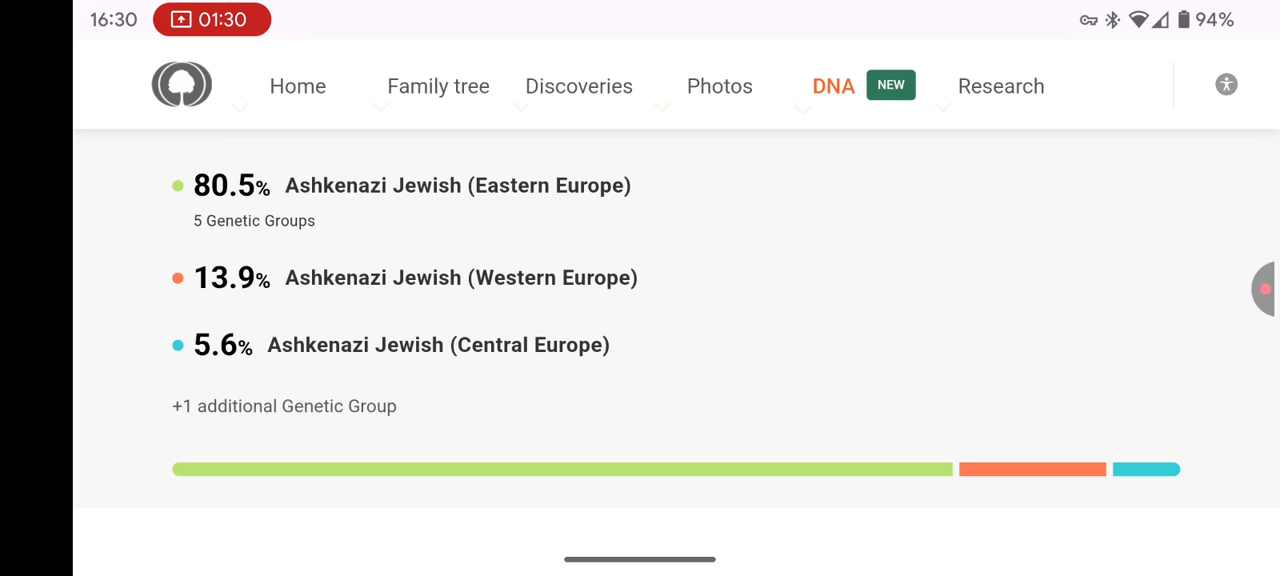 16:30 01:30 94%
Home Family tree Discoveries Photos DNA NEW Research
80.5% Ashkenazi Jewish (Eastern Europe)
5 Genetic Groups
13.9% Ashkenazi Jewish (Western Europe)
5.6% Ashkenazi Jewish (Central Europe)
+1 additional Genetic Group